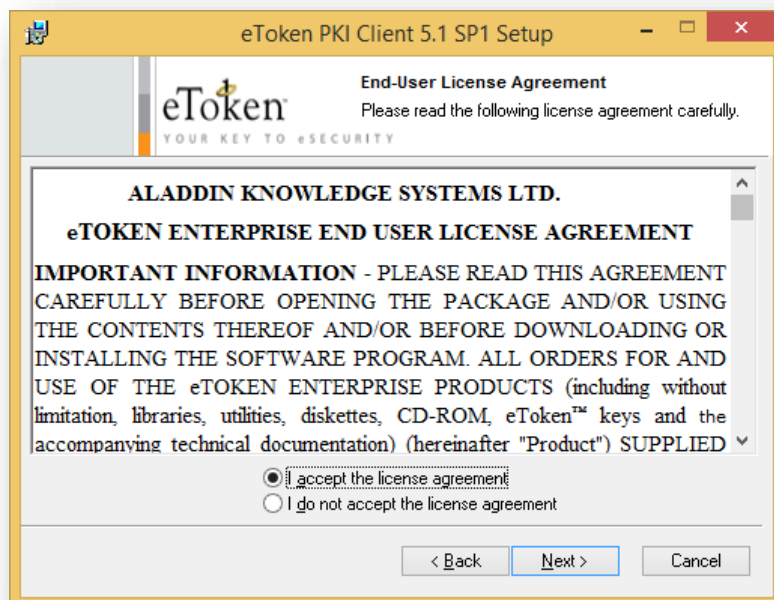 eToken PKI Client 5.1 SP1 Setup
End-User License Agreement
Please read the following license agreement carefully.
eToken
YOUR KEY TO eSECURITY
ALADDIN KNOWLEDGE SYSTEMS LTD.
eTOKEN ENTERPRISE END USER LICENSE AGREEMENT
IMPORTANT INFORMATION - PLEASE READ THIS AGREEMENT
CAREFULLY BEFORE OPENING THE PACKAGE AND/OR USING
THE CONTENTS THEREOF AND/OR BEFORE DOWNLOADING OR
INSTALLING THE SOFTWARE PROGRAM. ALL ORDERS FOR AND
USE OF THE eTOKEN ENTERPRISE PRODUCTS (including without
limitation, libraries, utilities, diskettes, CD-ROM, eToken™ keys and the
accompanying technical documentation) (hereinafter "Product") SUPPLIED
I accept the license agreement
I do not accept the license agreement
< Back Next > Cancel